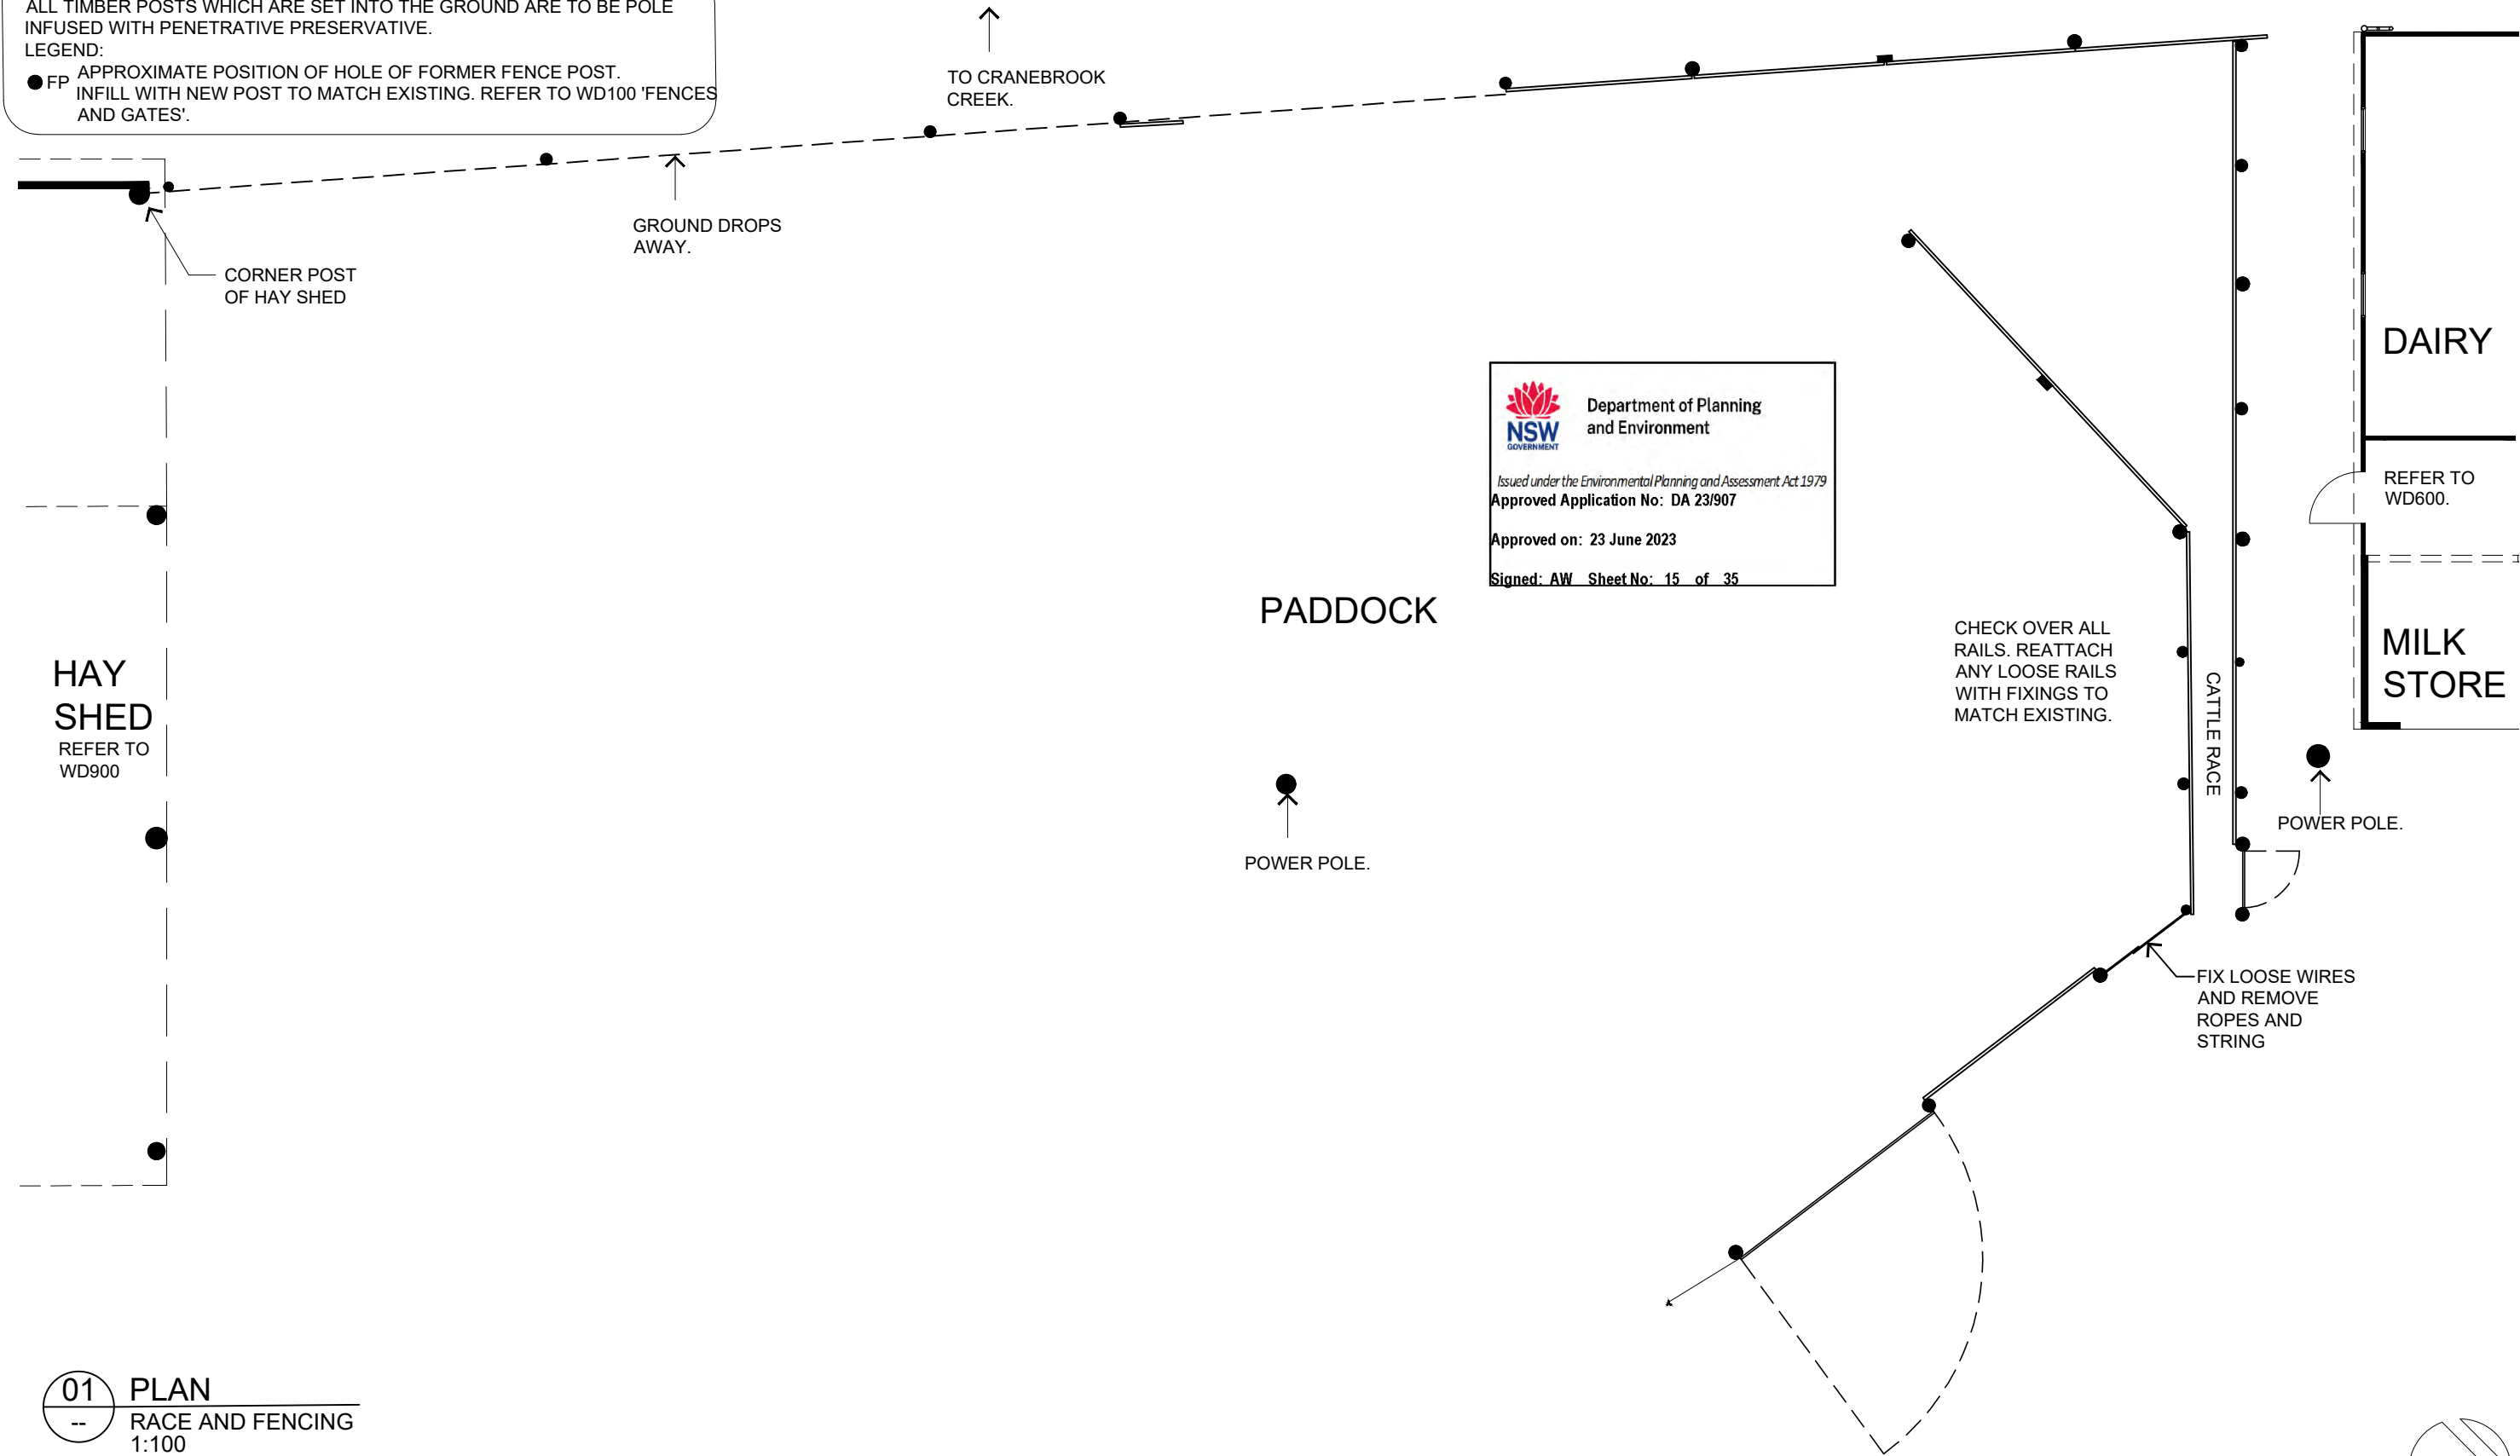 ALL TIMBER POSTS WHICH ARE SET INTO THE GROUND ARE TO BE POLE
INFUSED WITH PENETRATIVE PRESERVATIVE.
LEGEND:
FP APPROXIMATE POSITION OF HOLE OF FORMER FENCE POST.
INFILL WITH NEW POST TO MATCH EXISTING. REFER TO WD100 'FENCES
AND GATES'.
TO CRANEBROOK
CREEK.
GROUND DROPS
AWAY.
CORNER POST
OF HAY SHED
DAIRY
NSW
GOVERNMENT
Department of Planning
and Environment
Issued under the Environmental Planning and Assessment Act 1979
Approved Application No: DA 23/907
Approved on: 23 June 2023
Signed: AW Sheet No: 15 of 35
REFER TO
WD600.
PADDOCK
CHECK OVER ALL
RAILS. REATTACH
ANY LOOSE RAILS
WITH FIXINGS TO
MATCH EXISTING.
CATTLE RACE
MILK
STORE
HAY
SHED
REFER TO
WD900
POWER POLE.
POWER POLE.
FIX LOOSE WIRES
AND REMOVE
ROPES AND
STRING
01
--
PLAN
RACE AND FENCING
1:100